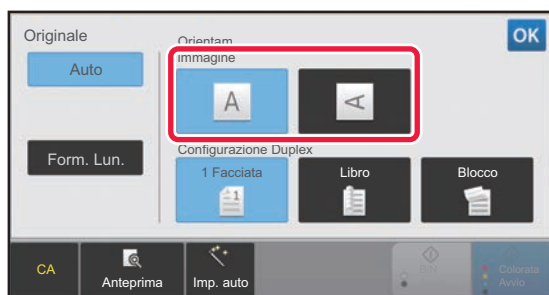 Originale
Orientam.
Immagine
OK
Auto
A
A
Form. Lun.
Configurazione Duplex
1 Facciata
Libro
Blocco
1
CA
Anteprima
Imp. auto
Colorata
Avvio